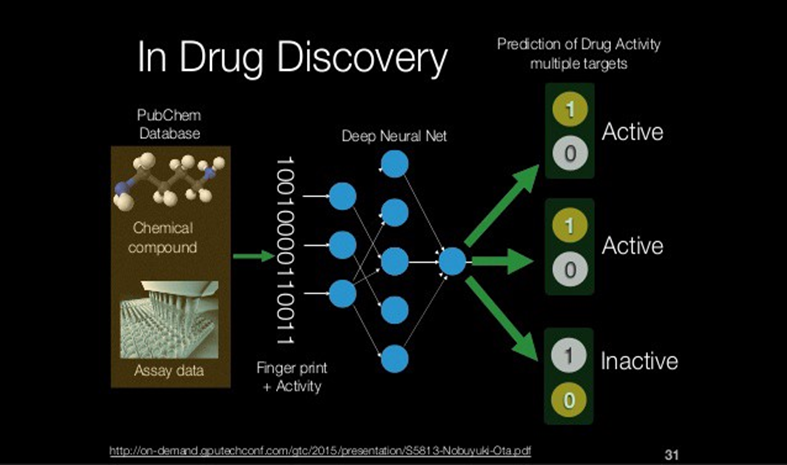 In Drug Discovery
Prediction of Drug Activity
multiple targets
PubChem
Database
Chemical
compound
Assay data
1001000000110011
Finger print
+ Activity
Deep Neural Net
1
0
Active
1
0
Active
1
0
Inactive
http://on-demand.gputechconf.com/gtc/2015/presentation/S5813-Nobuyuki-Ota.pdf
31